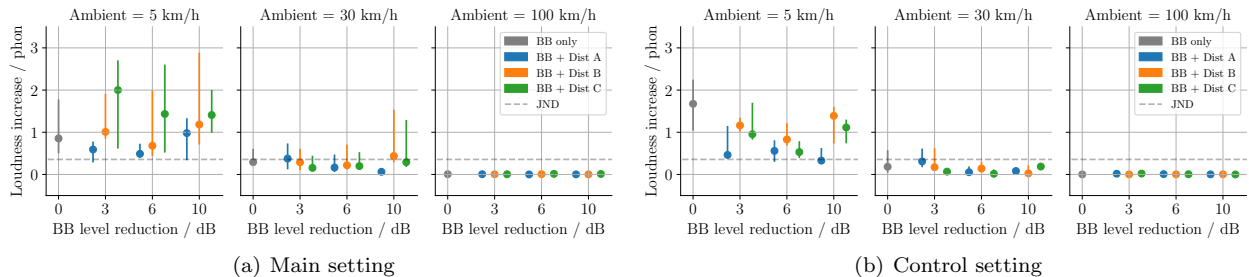 Ambient = 5 km/h
Ambient = 30 km/h
Ambient = 100 km/h
Loudness increase / phon
3
2
1
0
BB only
BB + Dist A
BB + Dist B
BB + Dist C
JND
0
3
6
10
0
3
6
10
0
3
6
10
BB level reduction / dB
BB level reduction / dB
BB level reduction / dB
(a) Main setting
Ambient = 5 km/h
Ambient = 30 km/h
Ambient = 100 km/h
Loudness increase / phon
3
2
1
0
BB only
BB + Dist A
BB + Dist B
BB + Dist C
JND
0
3
6
10
0
3
6
10
0
3
6
10
BB level reduction / dB
BB level reduction / dB
BB level reduction / dB
(b) Control setting